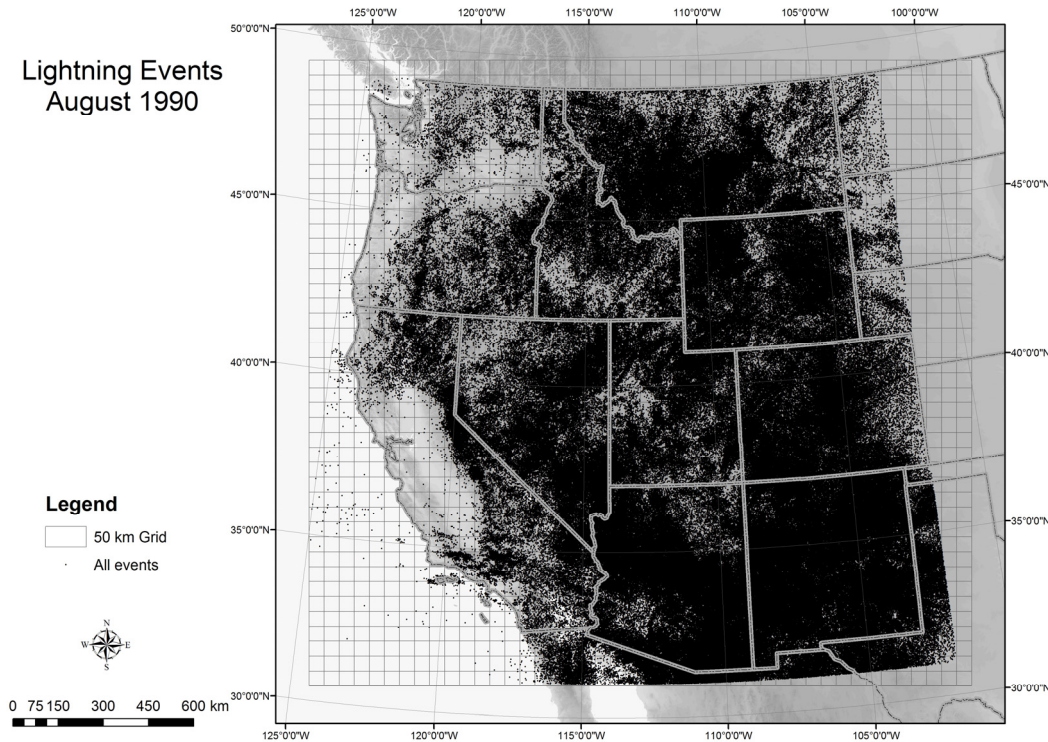 Lightning Events
August 1990
125°0'0"W 120°0'0"W 115°0'0"W 110°0'0"W 105°0'0"W 100°0'0"W
50°0'0"N
45°0'0"N
45°0'0"N
40°0'0"N
40°0'0"N
35°0'0"N
35°0'0"N
30°0'0"N
30°0'0"N
Legend
50 km Grid
All events
N
W E
S
0 75 150 300 450 600 km
125°0'0"W 120°0'0"W 115°0'0"W 110°0'0"W 105°0'0"W